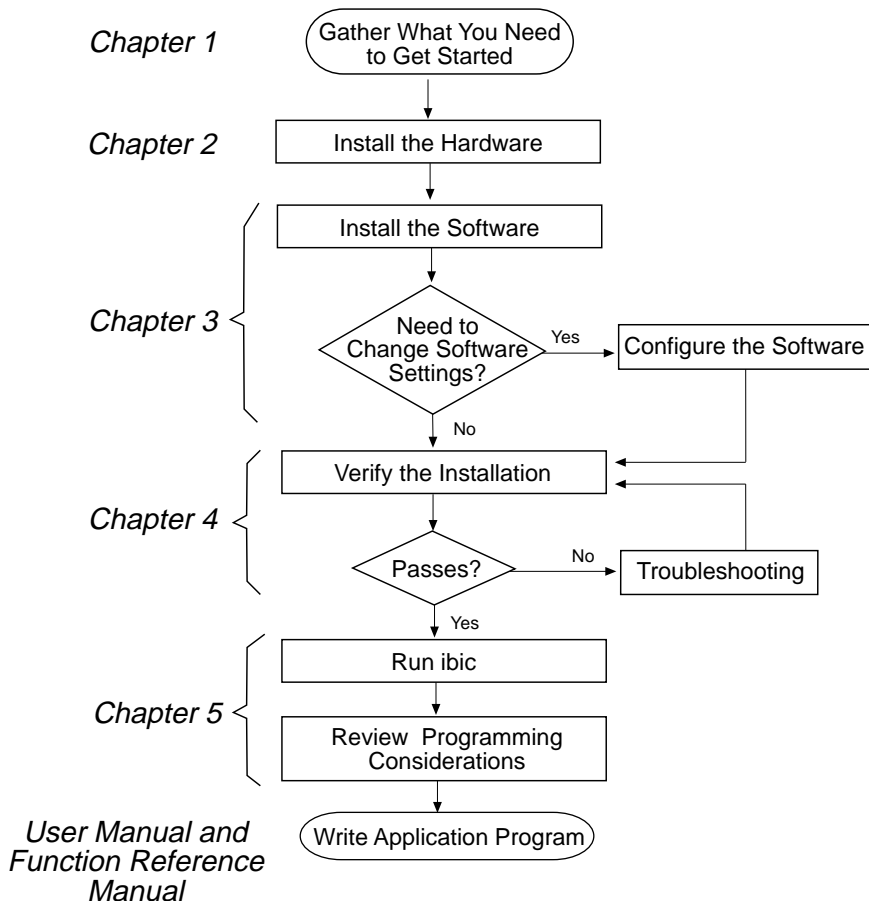 Chapter 1
Gather What You Need
to Get Started
Chapter 2
Install the Hardware
Install the Software
Chapter 3
Need to
Change Software
Settings?
Yes
Configure the Software
No
Verify the Installation
Chapter 4
Passes?
No
Troubleshooting
Yes
Run ibic
Chapter 5
Review Programming
Considerations
User Manual and
Function Reference
Manual
Write Application Program